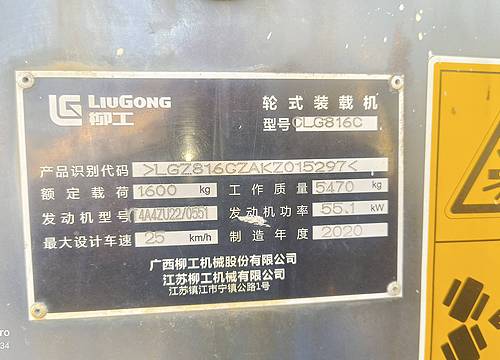 LIUGONG
柳工
轮式装载机
型号 CLG816C
产品识别代码 >LGZ816GZAKZ015297<
额定载荷 1600 kg 工作质量 5470 kg
发动机型号 4A4ZU22/0551 发动机功率 55.1 kW
最大设计车速 25 km/h 制造年度 2020
广西柳工机械股份有限公司
江苏柳工机械有限公司
江苏镇江市宁镇公路1号